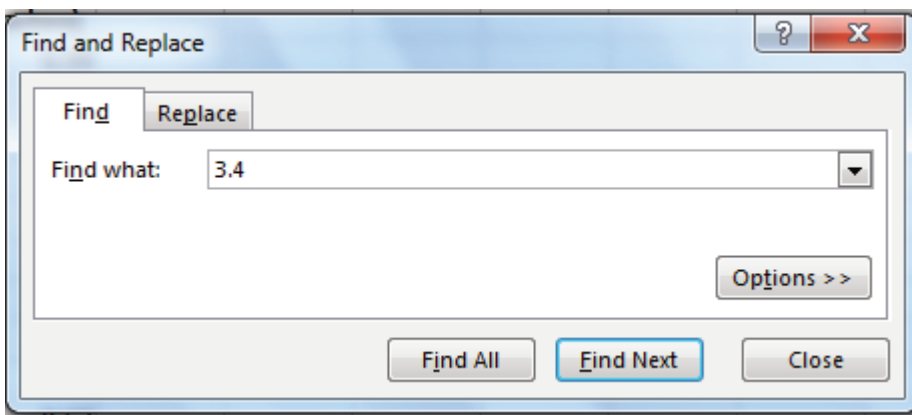 Find and Replace
Find Replace
Find what: 3.4
Options >>
Find All Find Next Close